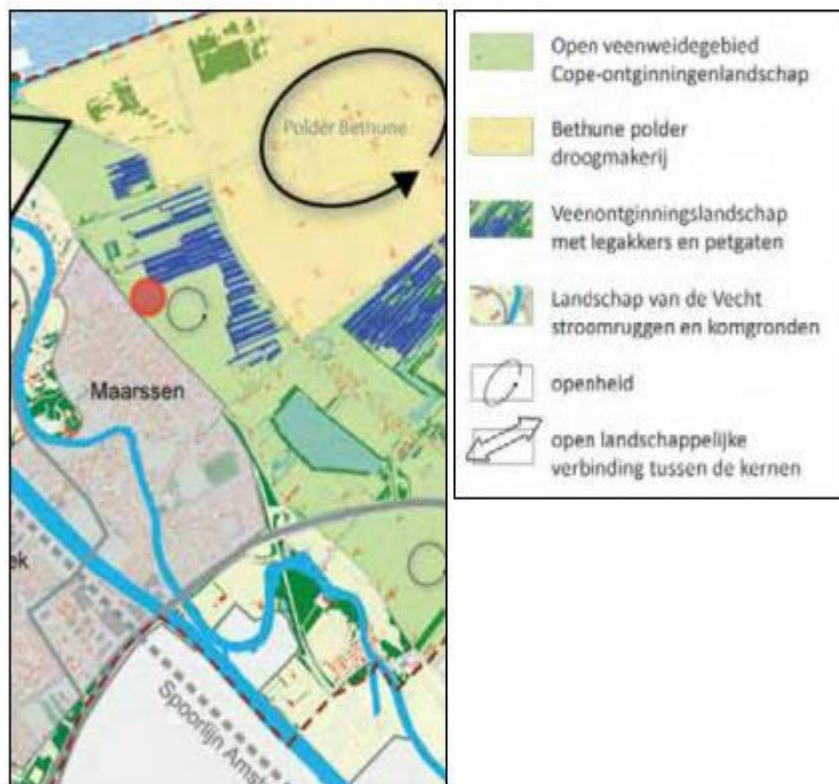 Polder Bethune
Maarssen
ek
Spoorlijn Amst
Open veenweidegebied
Cope-ontginningenlandschap
Bethune polder
droogmakerij
Veenontginningslandschap
met legakkers en petgaten
Landschap van de Vecht
stroomruggen en komgronden
openheid
open landschappelijke
verbinding tussen de kernen